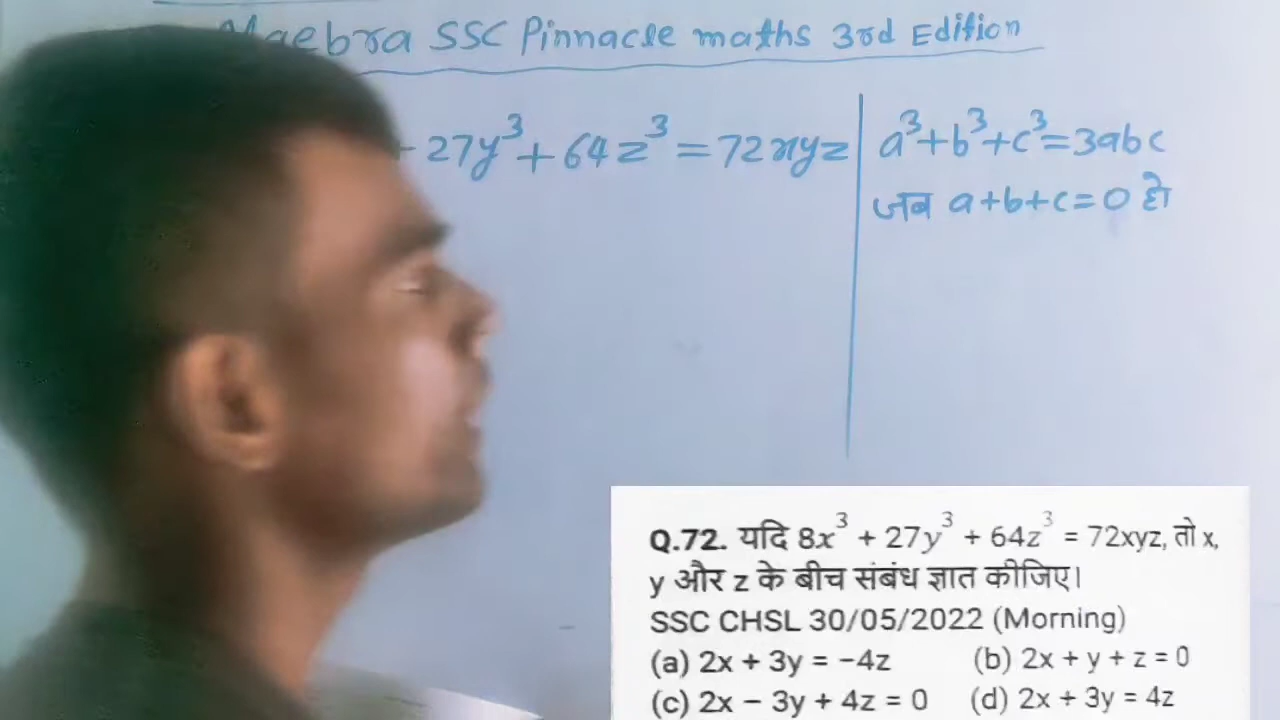 SSC Pinnacle maths 3rd Edition
27y³ + 64z³ = 72xyz
a³+b³+c³=3abc
जब a+b+c=0 हो
Q.72. यदि 8x³ + 27y³ + 64z³ = 72xyz, तो x,
y और z के बीच संबंध ज्ञात कीजिए।
SSC CHSL 30/05/2022 (Morning)
(a) 2x + 3y = −4z (b) 2x + y + z = 0
(c) 2x − 3y + 4z = 0 (d) 2x + 3y = 4z